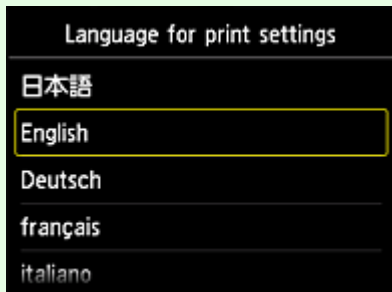 Language for print settings
日本語
English
Deutsch
français
italiano